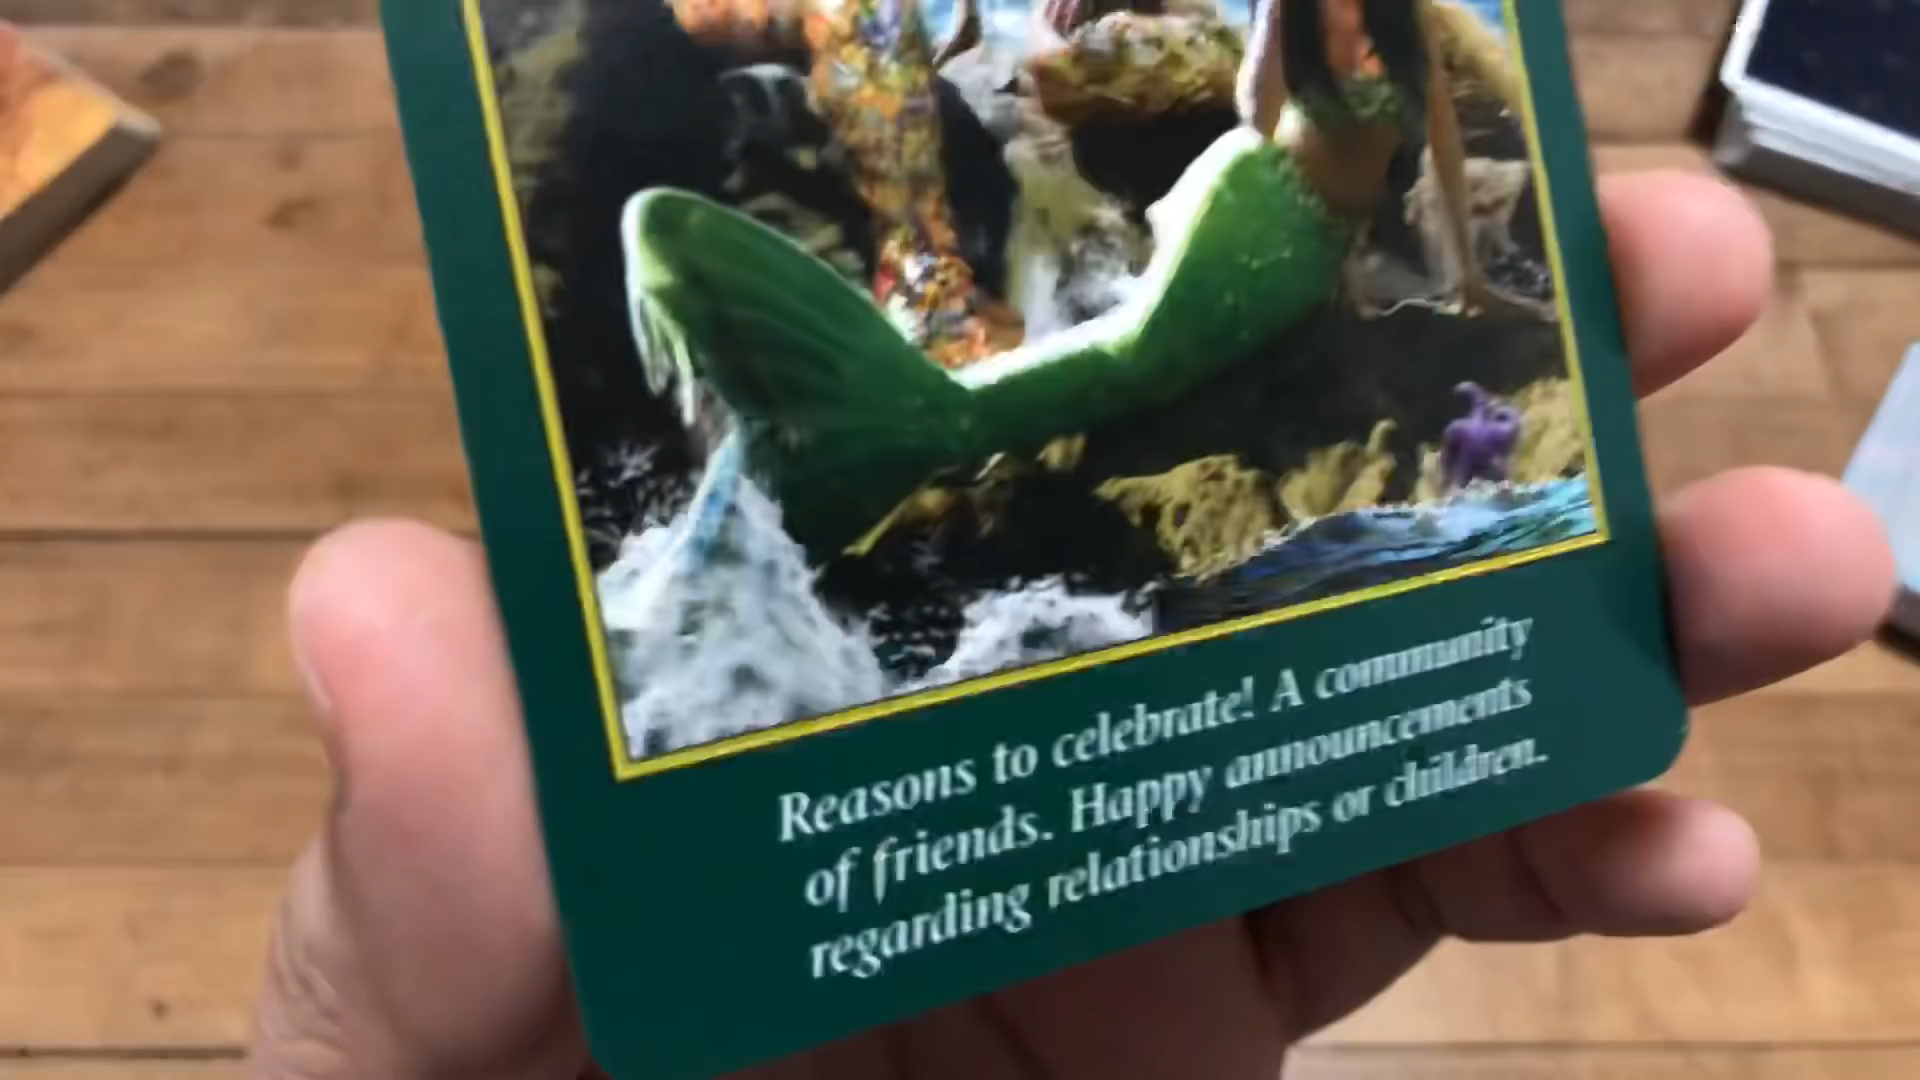 Reasons to celebrate! A community
of friends. Happy announcements
regarding relationships or children.